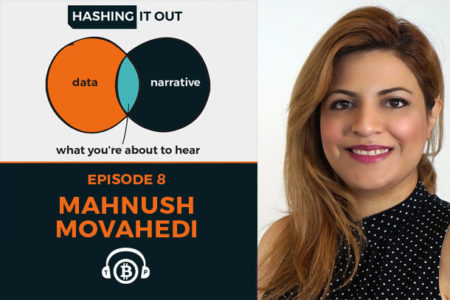 HASHING IT OUT
data
narrative
what you're about to hear
EPISODE 8
MAHNUSH
MOVAHEDI
T P